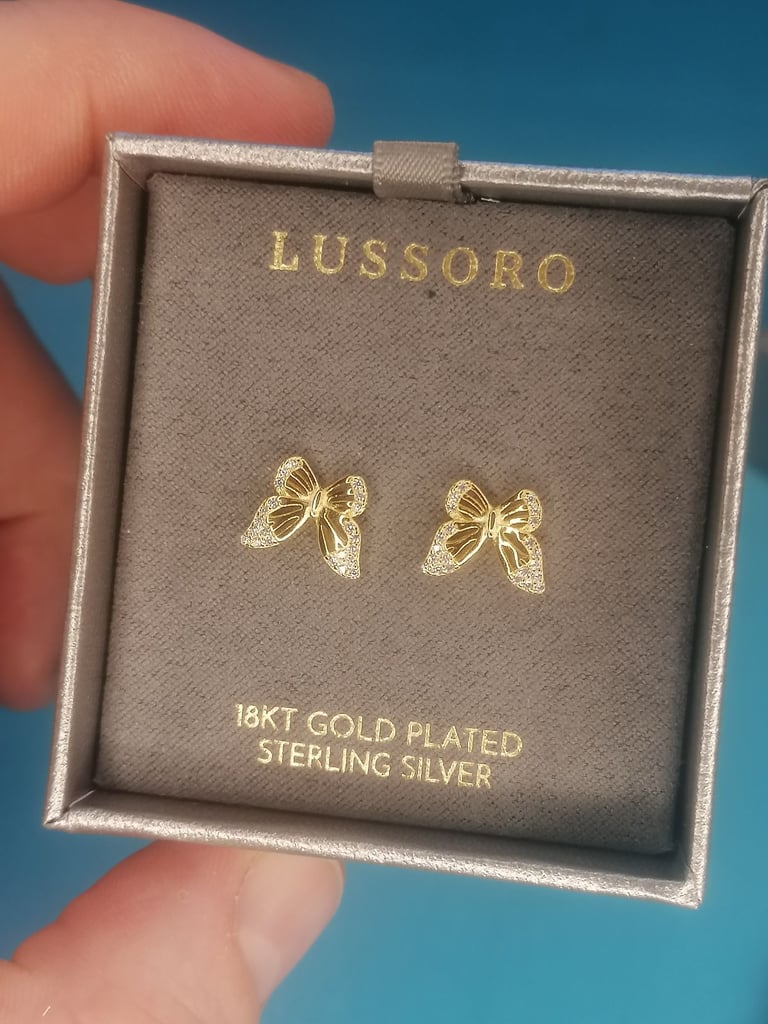 LUSSORO
18KT GOLD PLATED
STERLING SILVER